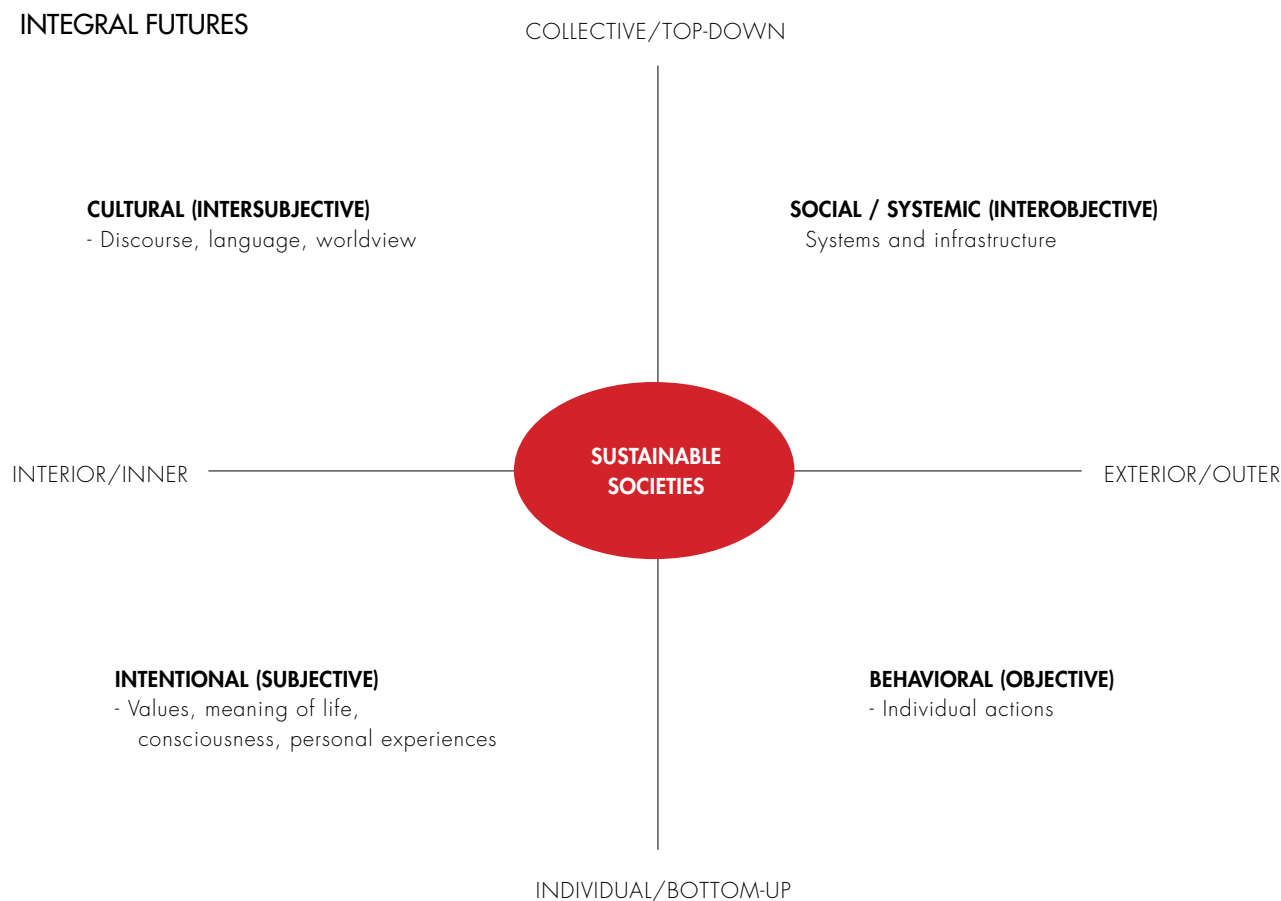 INTEGRAL FUTURES
COLLECTIVE/TOP-DOWN
CULTURAL (INTERSUBJECTIVE)
- Discourse, language, worldview
SOCIAL / SYSTEMIC (INTEROBJECTIVE)
Systems and infrastructure
INTERIOR/INNER
SUSTAINABLE
SOCIETIES
EXTERIOR/OUTER
INTENTIONAL (SUBJECTIVE)
- Values, meaning of life,
consciousness, personal experiences
BEHAVIORAL (OBJECTIVE)
- Individual actions
INDIVIDUAL/BOTTOM-UP